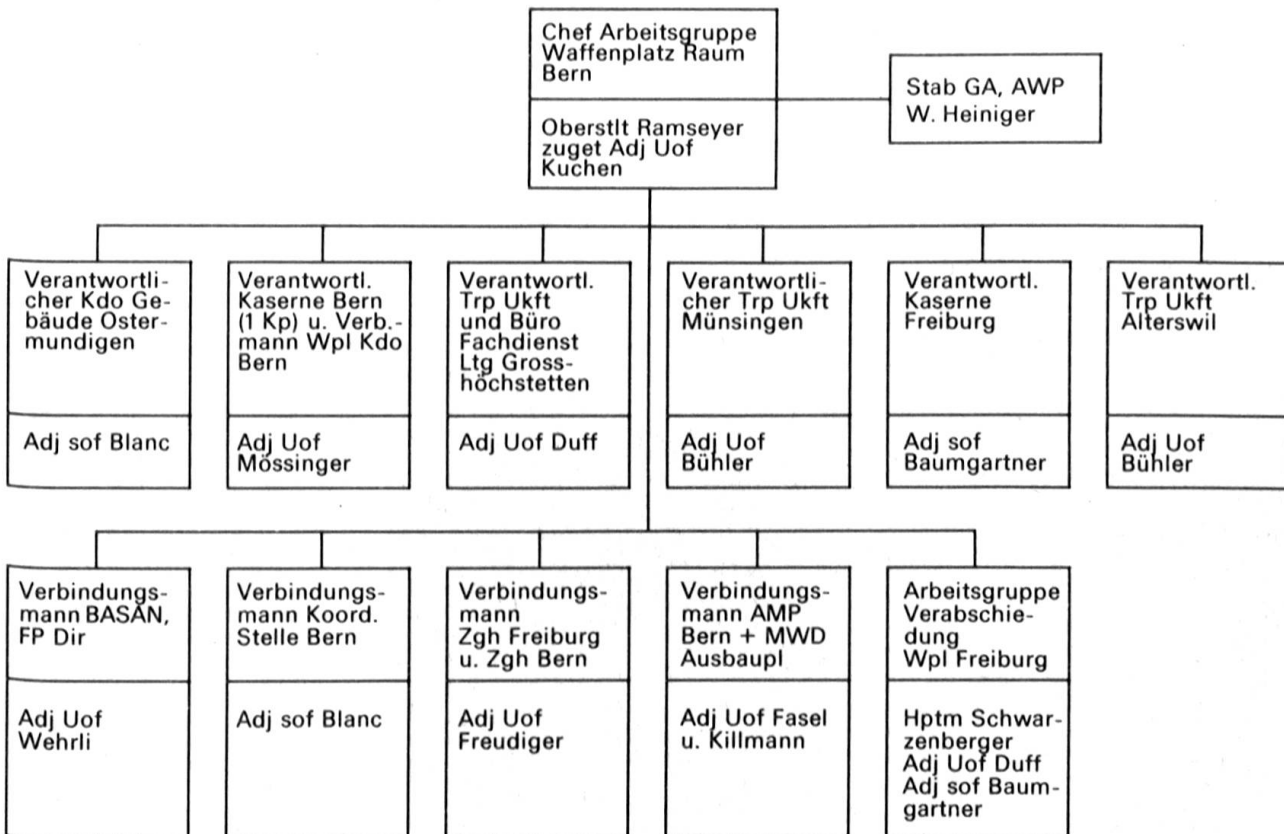 Chef Arbeitsgruppe
Waffenplatz Raum
Bern
Oberstlt Ramseyer
zuget Adj Uof
Kuchen
Stab GA, AWP
W. Heiniger
Verantwortli-
cher Kdo Ge-
bäude Oster-
mundigen
Adj sof Blanc
Verantwortl.
Kaserne Bern
(1 Kp) u. Verb.-
mann Wpl Kdo
Bern
Adj Uof
Mössinger
Verantwortl.
Trp Ukft
und Büro
Fachdienst
Ltg Gross-
höchstetten
Adj Uof Duff
Verantwortli-
cher Trp Ukft
Münsingen
Adj Uof
Bühler
Verantwortl.
Kaserne
Freiburg
Adj sof
Baumgartner
Verantwortl.
Trp Ukft
Alterswil
Adj Uof
Bühler
Verbindungs-
mann BASAN,
FP Dir
Adj Uof
Wehrli
Verbindungs-
mann Koord.
Stelle Bern
Adj sof Blanc
Verbindungs-
mann
Zgh Freiburg
u. Zgh Bern
Adj Uof
Freudiger
Verbindungs-
mann AMP
Bern + MWD
Ausbaupl
Adj Uof Fasel
u. Killmann
Arbeitsgruppe
Verabschie-
dung
Wpl Freiburg
Hptm Schwar-
zenberger
Adj Uof Duff
Adj sof Baum-
gartner